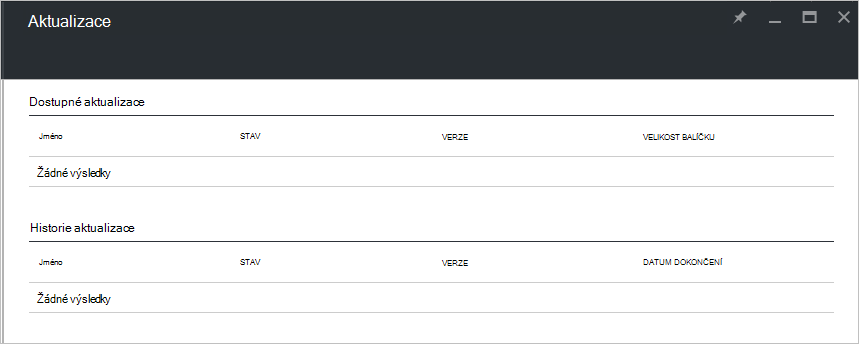 Aktualizace
Dostupné aktualizace
Jméno STAV VERZE VELIKOST BALÍČKU
Žádné výsledky
Historie aktualizace
Jméno STAV VERZE DATUM DOKONČENÍ
Žádné výsledky